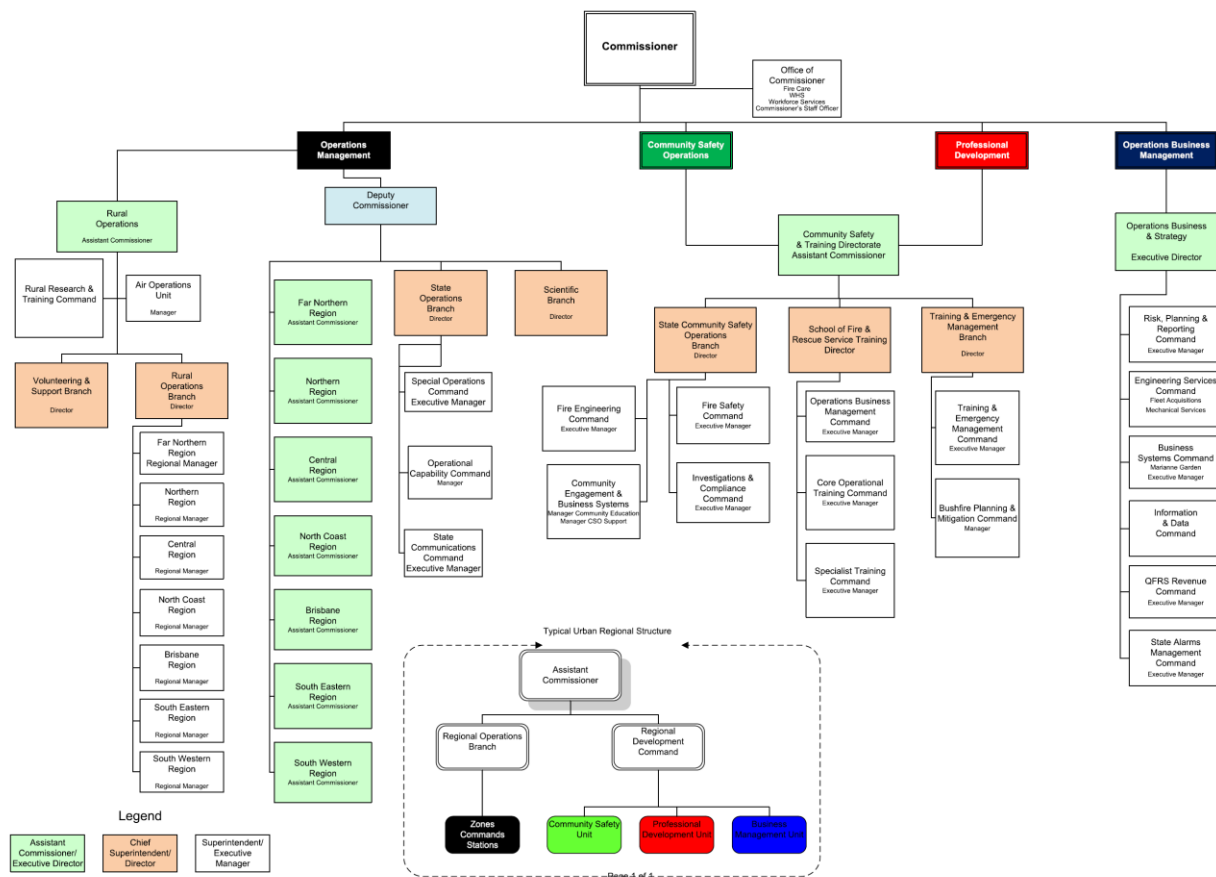 Commissioner
Office of
Commissioner
Fire Care
WHS
Workforce Services
Commissioner's Staff Officer
Operations
Management
Community Safety
Operations
Professional
Development
Operations Business
Management
Deputy
Commissioner
Rural
Operations
Assistant Commissioner
Community Safety
& Training Directorate
Assistant Commissioner
Operations Business
& Strategy
Executive Director
Rural Research &
Training Command
Air Operations
Unit
Manager
Volunteering &
Support Branch
Director
Rural
Operations
Branch
Director
Far Northern
Region
Regional Manager
Northern
Region
Regional Manager
Central
Region
Regional Manager
North Coast
Region
Regional Manager
Brisbane
Region
Regional Manager
South Eastern
Region
Regional Manager
South Western
Region
Regional Manager
Far Northern
Region
Assistant Commissioner
Northern
Region
Assistant Commissioner
Central
Region
Assistant Commissioner
North Coast
Region
Assistant Commissioner
Brisbane
Region
Assistant Commissioner
South Eastern
Region
Assistant Commissioner
South Western
Region
Assistant Commissioner
State
Operations
Branch
Director
Scientific
Branch
Director
Special Operations
Command
Executive Manager
Operational
Capability Command
Manager
State
Communications
Command
Executive Manager
State Community Safety
Operations
Branch
Director
School of Fire &
Rescue Service Training
Director
Training & Emergency
Management
Branch
Director
Fire Engineering
Command
Executive Manager
Fire Safety
Command
Executive Manager
Community
Engagement &
Business Systems
Manager Community Education
Manager CSO Support
Investigations &
Compliance
Command
Executive Manager
Operations Business
Management
Command
Executive Manager
Core Operational
Training Command
Executive Manager
Specialist Training
Command
Executive Manager
Training &
Emergency
Management
Command
Executive Manager
Bushfire Planning &
Mitigation Command
Manager
Risk, Planning &
Reporting
Command
Executive Manager
Engineering Services
Command
Fleet Acquisitions
Mechanical Services
Business
Systems Command
Marianne Garden
Executive Manager
Information
& Data
Command
QFRS Revenue
Command
Executive Manager
State Alarms
Management
Command
Executive Manager
Typical Urban Regional Structure
Assistant
Commissioner
Regional Operations
Branch
Regional
Development
Command
Zones
Commands
Stations
Community Safety
Unit
Professional
Development Unit
Business
Management Unit
Page 1 of 1
Legend
Assistant
Commissioner/
Executive Director
Chief
Superintendent/
Director
Superintendent/
Executive
Manager